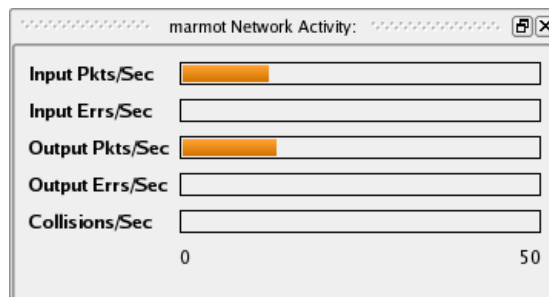 marmot Network Activity:
Input Pkts/Sec
Input Errs/Sec
Output Pkts/Sec
Output Errs/Sec
Collisions/Sec
0 50